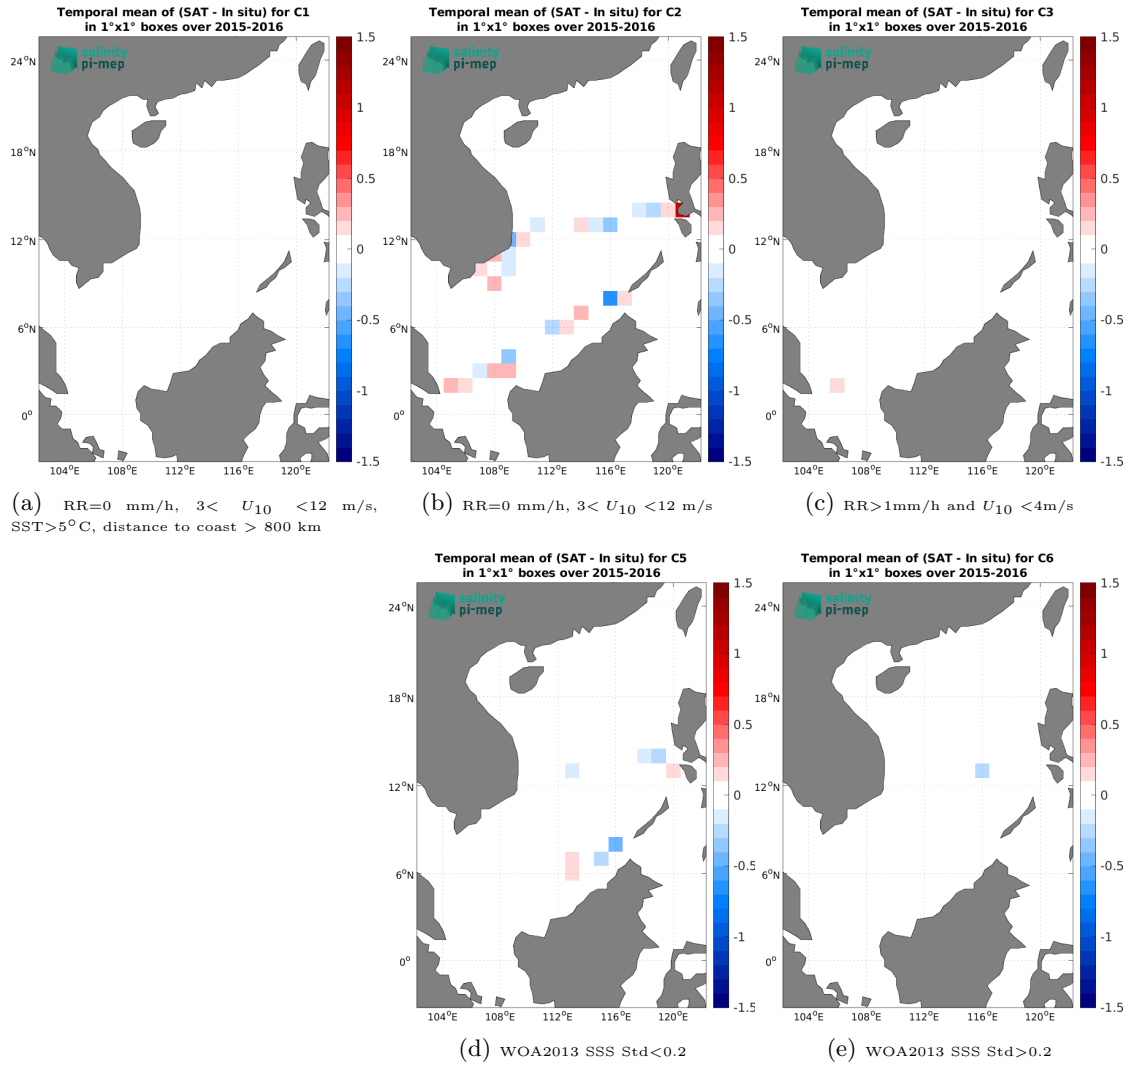 Temporal mean of (SAT - In situ) for C1
in 1°x1° boxes over 2015-2016
salinity
pi-mep
24°N
18°N
12°N
6°N
0°
104°E 108°E 112°E 116°E 120°E
1.5
1
0.5
0
-0.5
-1
-1.5
(a) RR=0 mm/h, 3< U10 <12 m/s,
SST>5°C, distance to coast > 800 km
Temporal mean of (SAT - In situ) for C2
in 1°x1° boxes over 2015-2016
salinity
pi-mep
24°N
18°N
12°N
6°N
0°
104°E 108°E 112°E 116°E 120°E
1.5
1
0.5
0
-0.5
-1
-1.5
(b) RR=0 mm/h, 3< U10 <12 m/s
Temporal mean of (SAT - In situ) for C3
in 1°x1° boxes over 2015-2016
salinity
pi-mep
24°N
18°N
12°N
6°N
0°
104°E 108°E 112°E 116°E 120°E
1.5
1
0.5
0
-0.5
-1
-1.5
(c) RR>1mm/h and U10 <4m/s
Temporal mean of (SAT - In situ) for C5
in 1°x1° boxes over 2015-2016
salinity
pi-mep
24°N
18°N
12°N
6°N
0°
104°E 108°E 112°E 116°E 120°E
1.5
1
0.5
0
-0.5
-1
-1.5
(d) WOA2013 SSS Std<0.2
Temporal mean of (SAT - In situ) for C6
in 1°x1° boxes over 2015-2016
salinity
pi-mep
24°N
18°N
12°N
6°N
0°
104°E 108°E 112°E 116°E 120°E
1.5
1
0.5
0
-0.5
-1
-1.5
(e) WOA2013 SSS Std>0.2